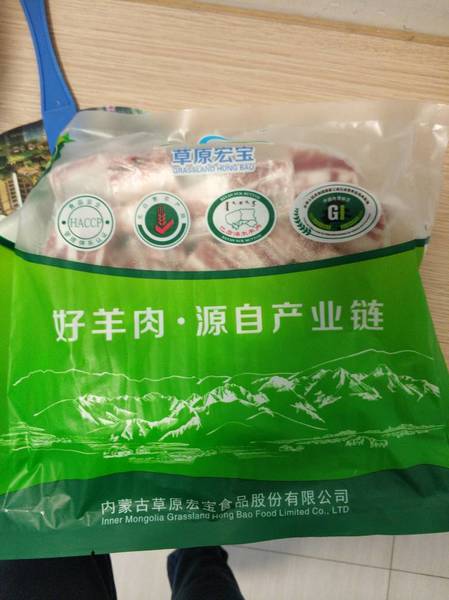 草原宏宝
GRASSLAND HONG BAO
HACCP
GI
好羊肉·源自产业链
内蒙古草原宏宝食品股份有限公司
Inner Mongolia Grassland Hong Bao Food Limited Co., LTD